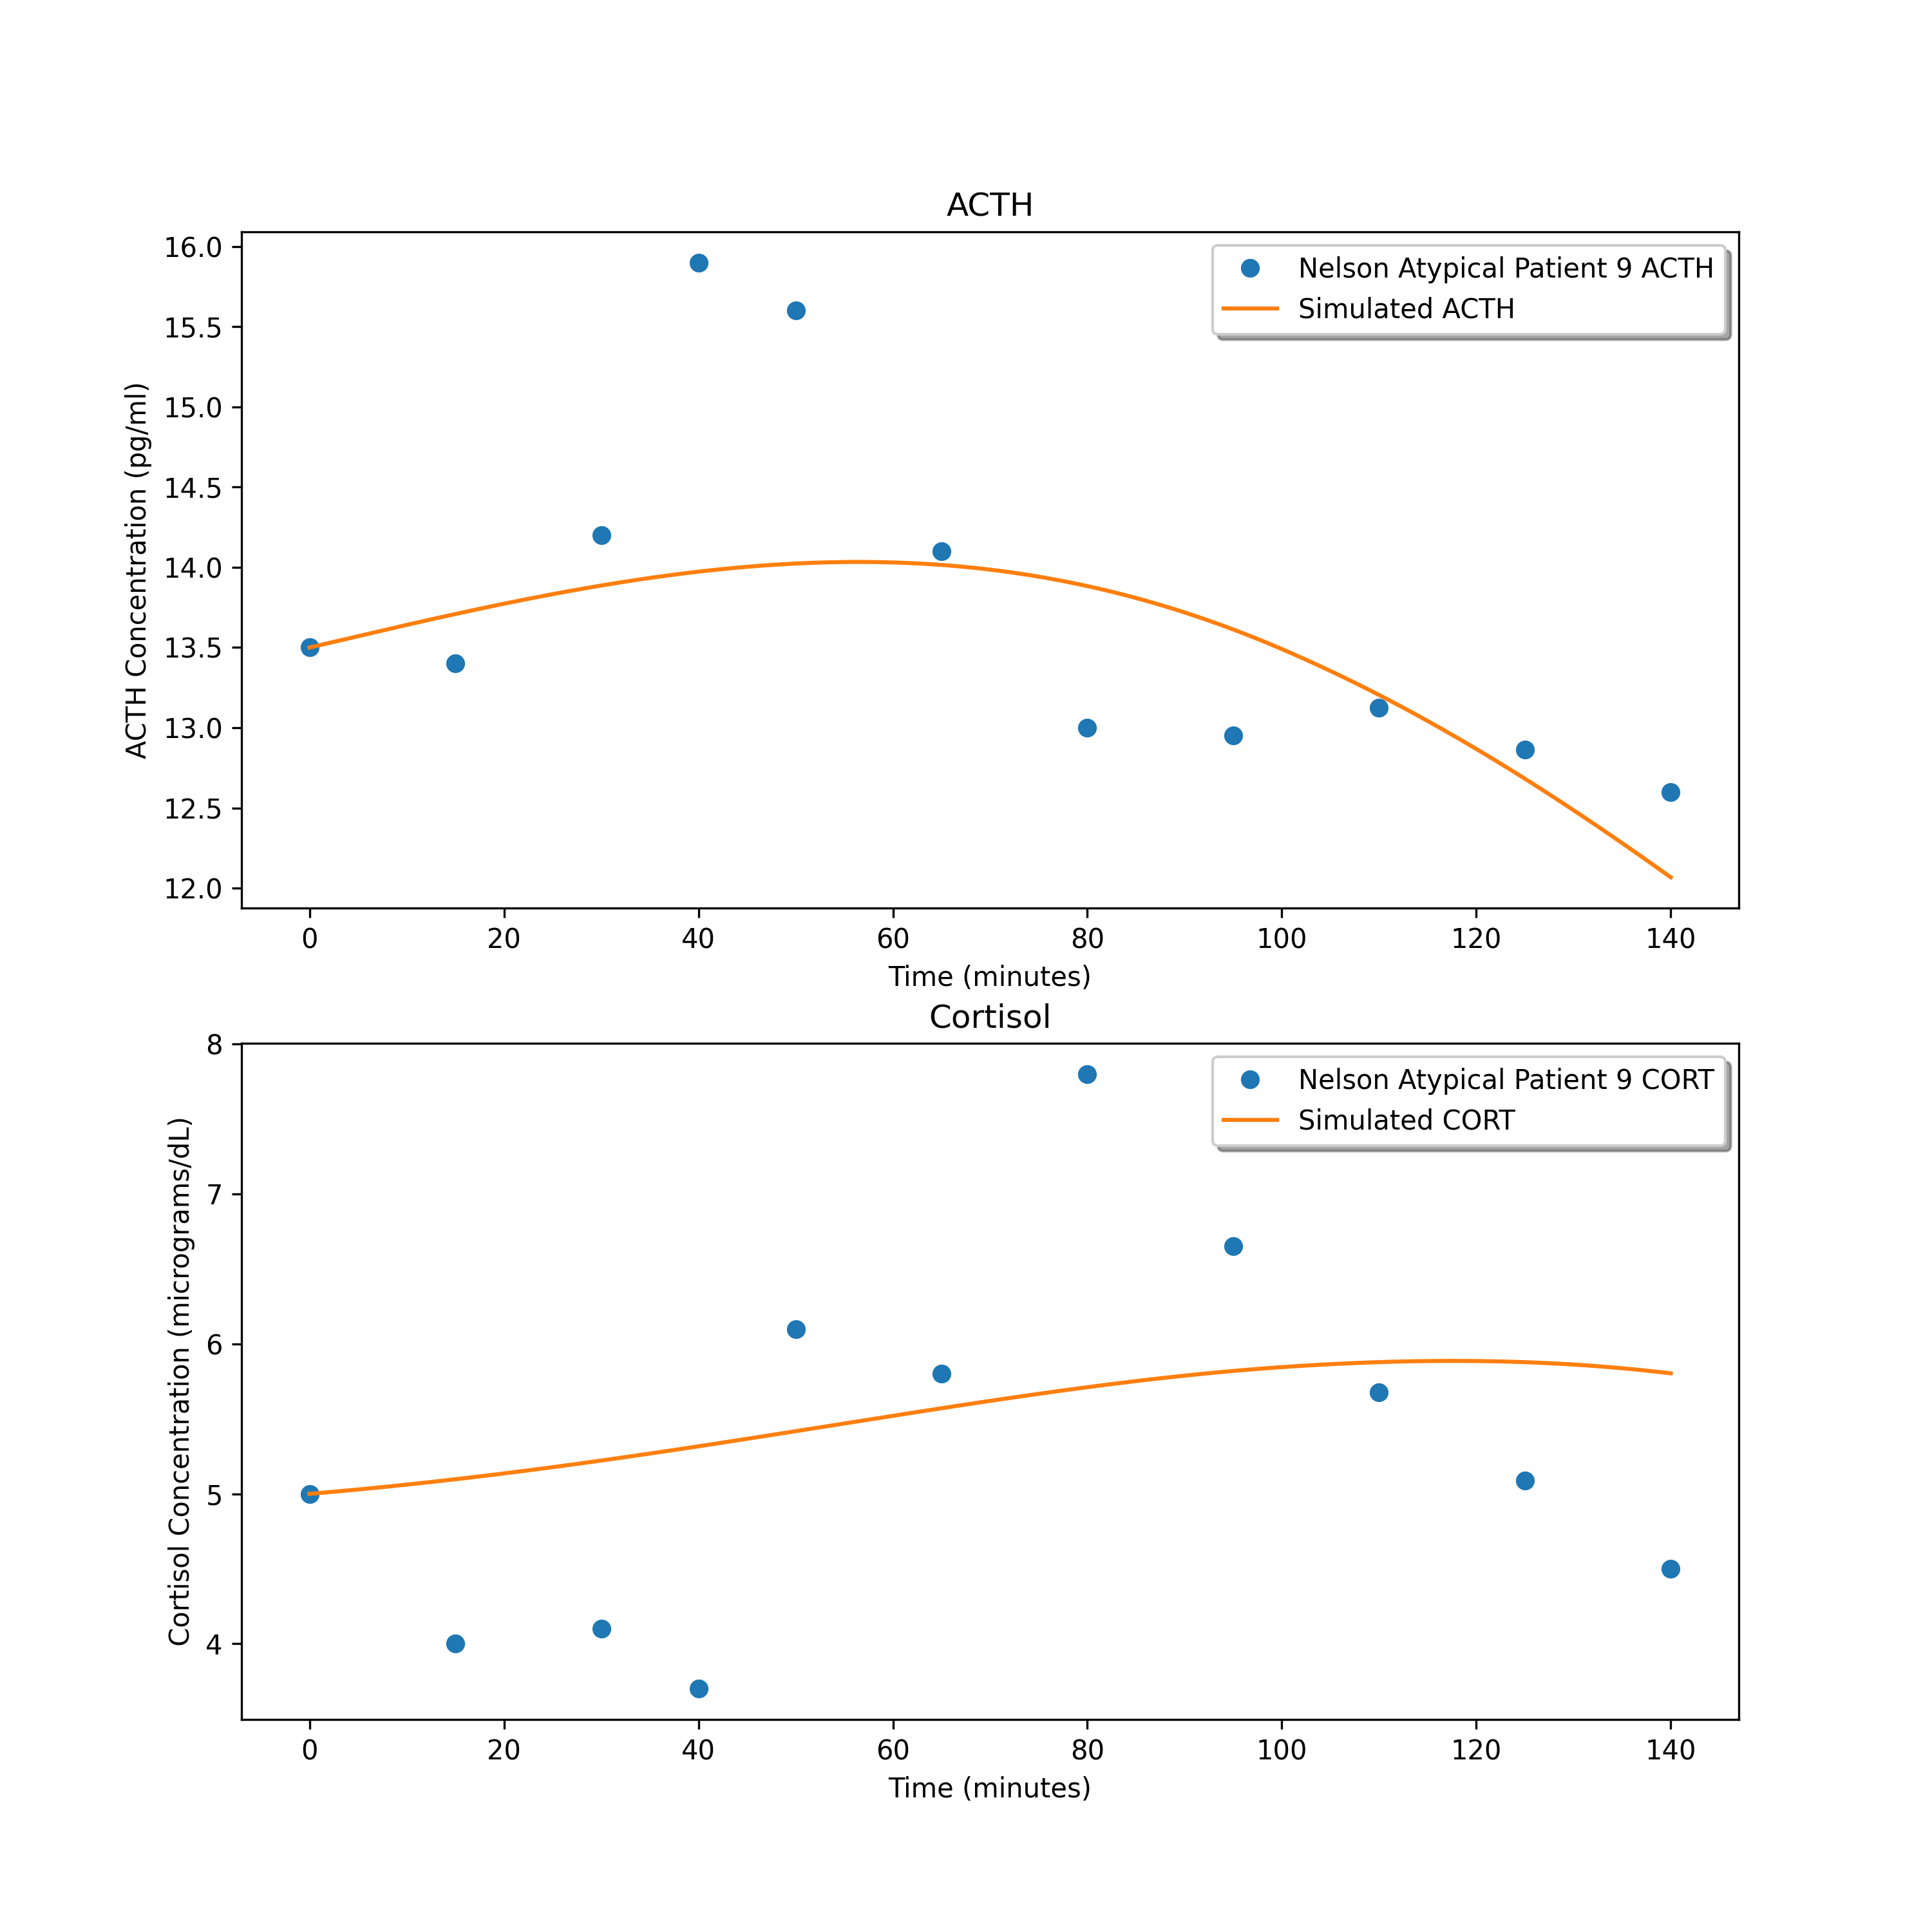 ACTH
16.0
15.5
15.0
14.5
14.0
13.5
13.0
12.5
12.0
ACTH Concentration (pg/ml)
Nelson Atypical Patient 9 ACTH
Simulated ACTH
0 20 40 60 80 100 120 140
Time (minutes)
Cortisol
8
7
6
5
4
Cortisol Concentration (micrograms/dL)
Nelson Atypical Patient 9 CORT
Simulated CORT
0 20 40 60 80 100 120 140
Time (minutes)